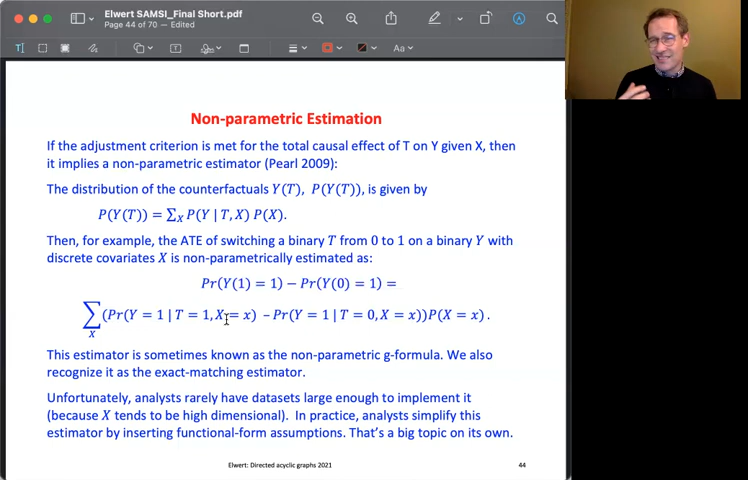 Elwert SAMSI_Final Short.pdf
Page 44 of 70 — Edited
Aa
Non-parametric Estimation
If the adjustment criterion is met for the total causal effect of T on Y given X, then
it implies a non-parametric estimator (Pearl 2009):
The distribution of the counterfactuals Y(T), P(Y(T)), is given by
P(Y(T)) = ∑X P(Y | T, X) P(X).
Then, for example, the ATE of switching a binary T from 0 to 1 on a binary Y with
discrete covariates X is non-parametrically estimated as:
Pr(Y(1) = 1) − Pr(Y(0) = 1) =
∑X (Pr(Y = 1 | T = 1, X = x) – Pr(Y = 1 | T = 0, X = x))P(X = x).
This estimator is sometimes known as the non-parametric g-formula. We also
recognize it as the exact-matching estimator.
Unfortunately, analysts rarely have datasets large enough to implement it
(because X tends to be high dimensional). In practice, analysts simplify this
estimator by inserting functional-form assumptions. That's a big topic on its own.
Elwert: Directed acyclic graphs 2021
44